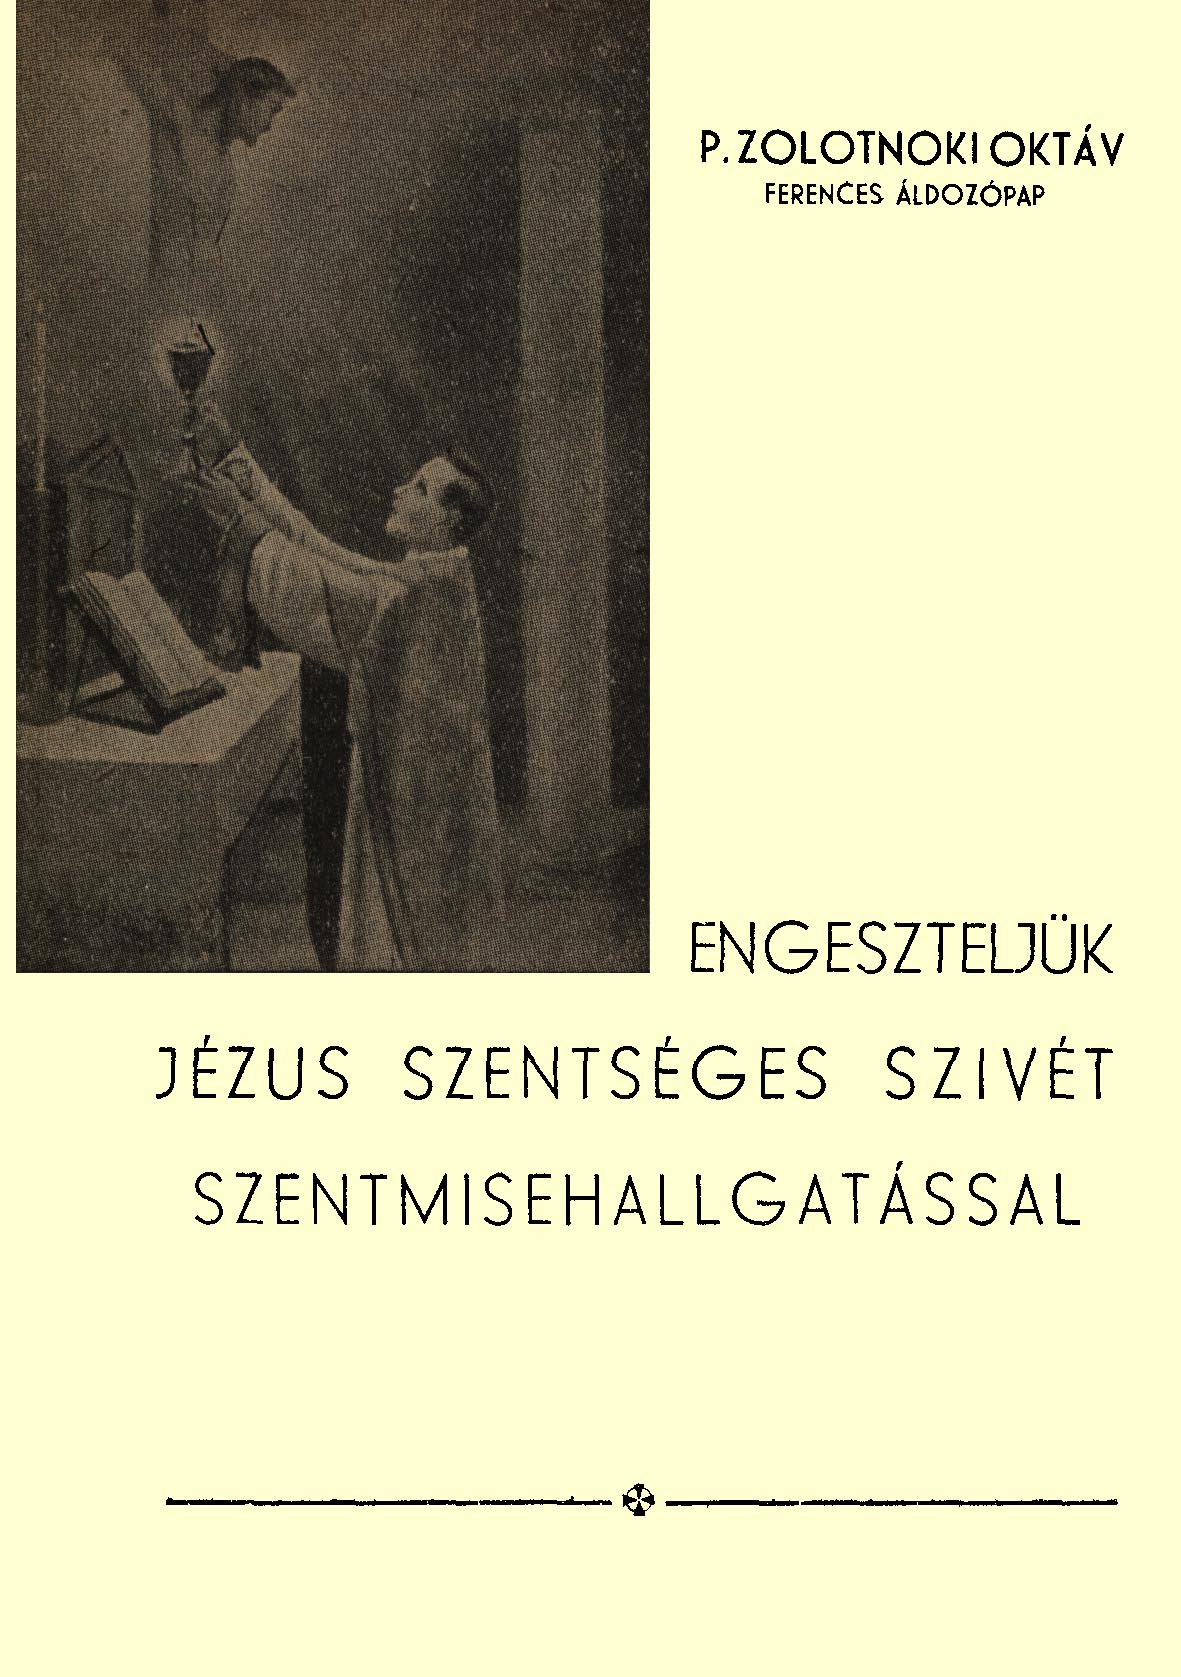 P. ZOLOTNOKI OKTÁV
FERENCES ÁLDOZÓPAP
ENGESZTELJÜK
JÉZUS SZENTSÉGES SZIVÉT
SZENTMISEHALLGATÁSSAL